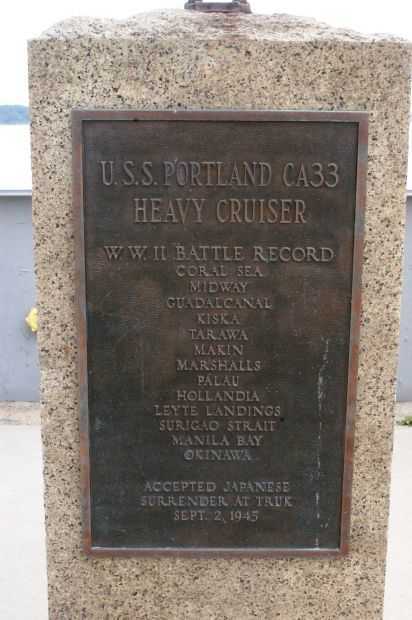 U.S.S. PORTLAND CA33
HEAVY CRUISER
W.W. II BATTLE RECORD
CORAL SEA
MIDWAY
GUADALCANAL
KISKA
TARAWA
MAKIN
MARSHALLS
PALAU
HOLLANDIA
LEYTE LANDINGS
SURIGAO STRAIT
MANILA BAY
OKINAWA
ACCEPTED JAPANESE
SURRENDER AT TRUK
SEPT. 2, 1945